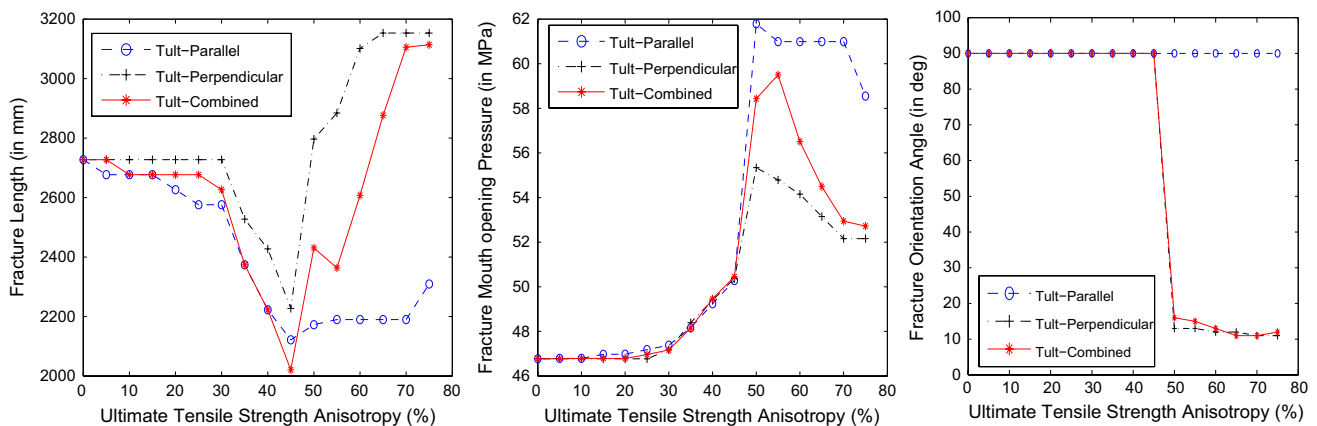 3200
3000
2800
2600
2400
2200
2000
Fracture Length (in mm)
Tult−Parallel
Tult−Perpendicular
Tult−Combined
0 10 20 30 40 50 60 70 80
Ultimate Tensile Strength Anisotropy (%)
62
60
58
56
54
52
50
48
46
Fracture Mouth opening Pressure (in MPa)
Tult−Parallel
Tult−Perpendicular
Tult−Combined
0 10 20 30 40 50 60 70 80
Ultimate Tensile Strength Anisotropy (%)
100
90
80
70
60
50
40
30
20
10
0
Fracture Orientation Angle (in deg)
Tult−Parallel
Tult−Perpendicular
Tult−Combined
0 10 20 30 40 50 60 70 80
Ultimate Tensile Strength Anisotropy (%)